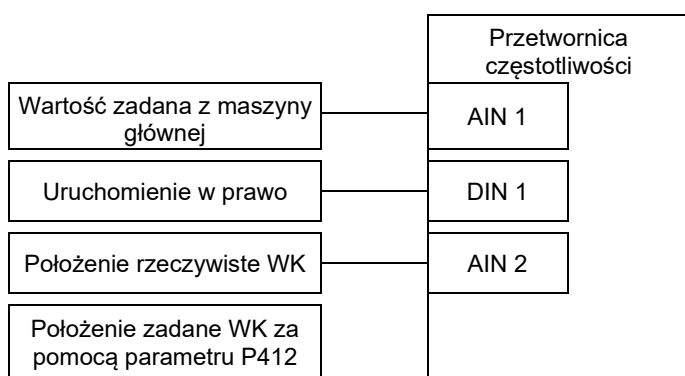 Przetwornica
częstotliwości
Wartość zadana z maszyny
głównej
AIN 1
Uruchomienie w prawo
DIN 1
Położenie rzeczywiste WK
AIN 2
Położenie zadane WK za
pomocą parametru P412